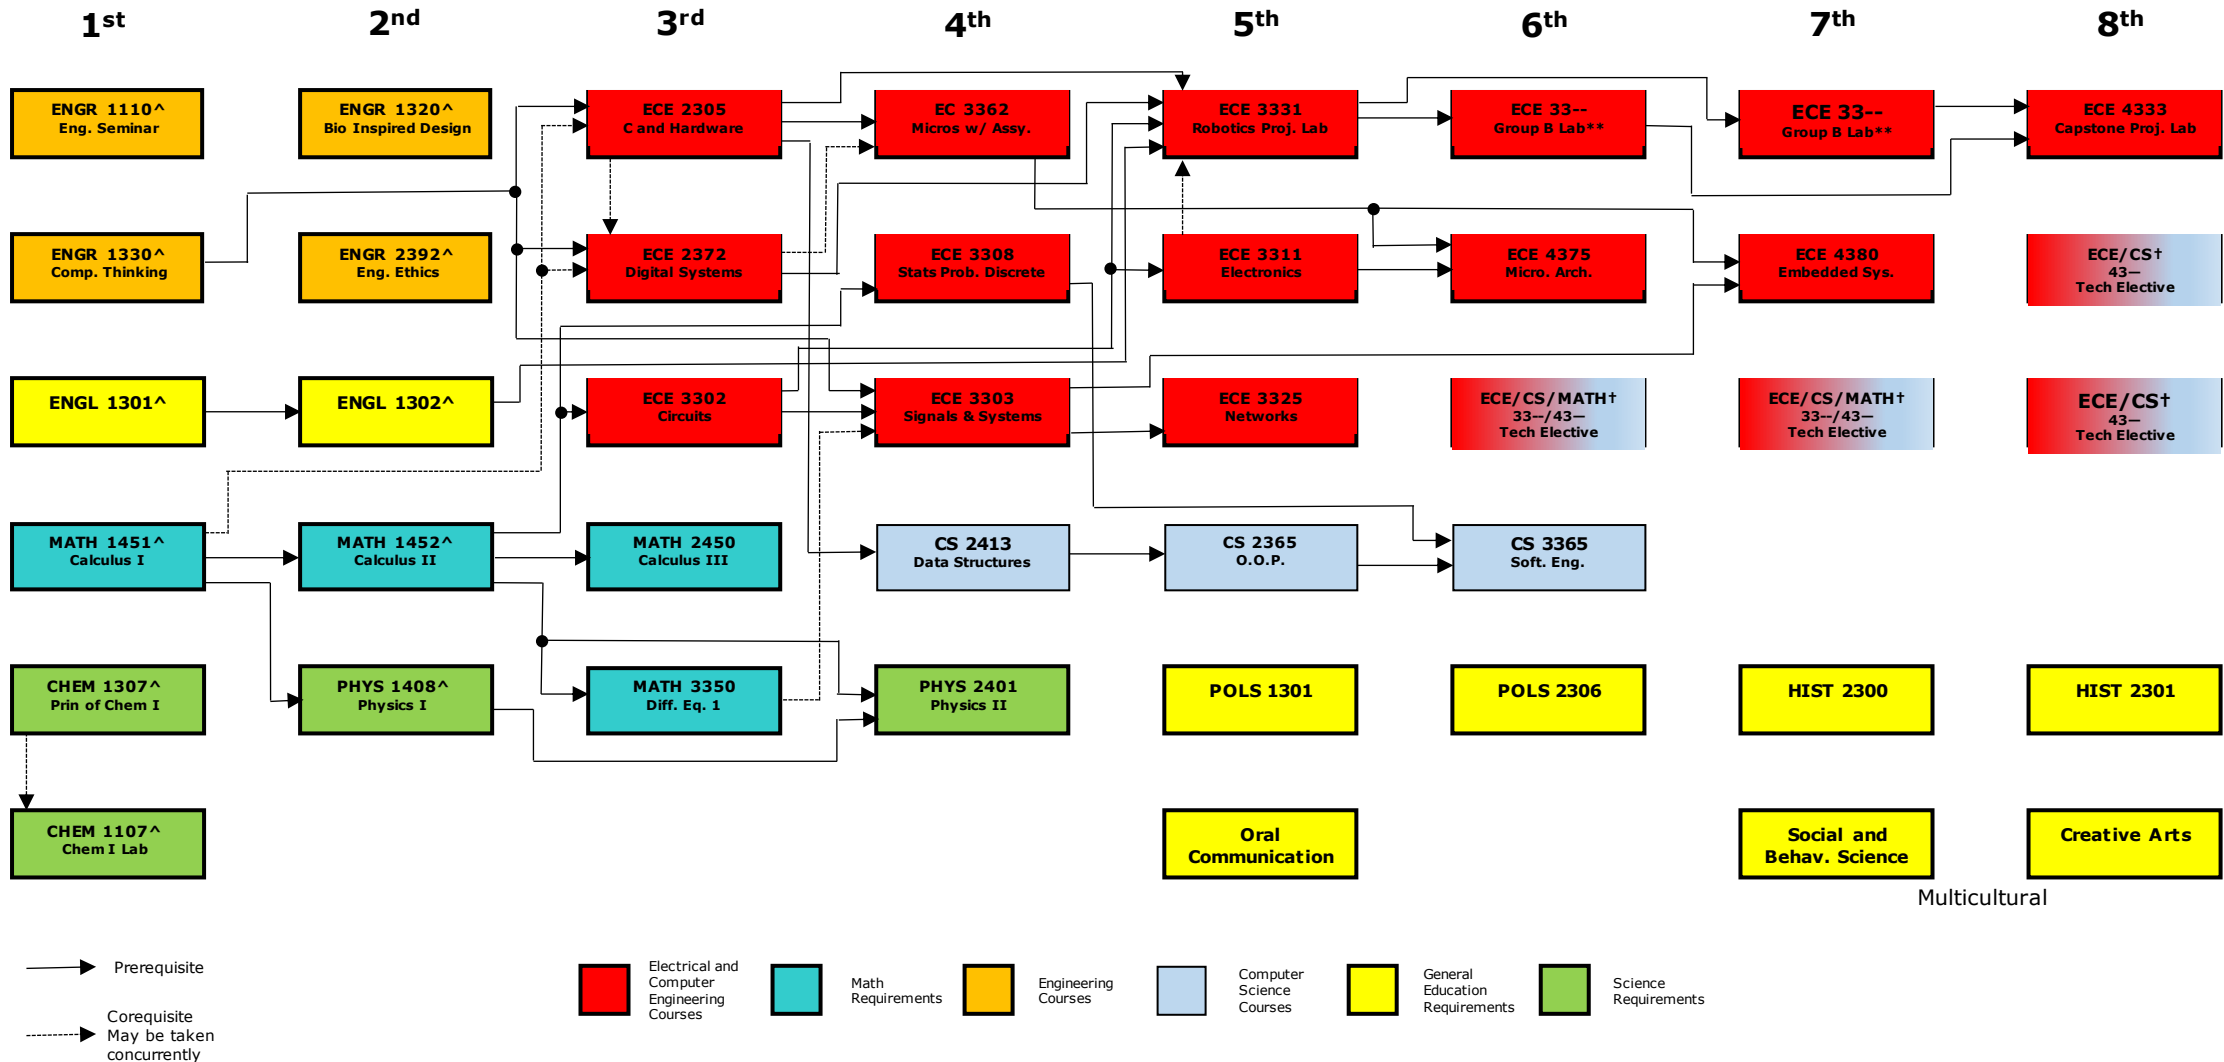 1st 2nd 3rd 4th 5th 6th 7th 8th
ENGR 1110^
Eng. Seminar
ENGR 1320^
Bio Inspired Design
ECE 2305
C and Hardware
EC 3362
Micros w/ Assy.
ECE 3331
Robotics Proj. Lab
ECE 33--
Group B Lab**
ECE 33--
Group B Lab**
ECE 4333
Capstone Proj. Lab
ENGR 1330^
Comp. Thinking
ENGR 2392^
Eng. Ethics
ECE 2372
Digital Systems
ECE 3308
Stats Prob. Discrete
ECE 3311
Electronics
ECE 4375
Micro. Arch.
ECE 4380
Embedded Sys.
ECE/CS†
43—
Tech Elective
ENGL 1301^
ENGL 1302^
ECE 3302
Circuits
ECE 3303
Signals & Systems
ECE 3325
Networks
ECE/CS/MATH†
33--/43—
Tech Elective
ECE/CS/MATH†
33--/43—
Tech Elective
ECE/CS†
43—
Tech Elective
MATH 1451^
Calculus I
MATH 1452^
Calculus II
MATH 2450
Calculus III
CS 2413
Data Structures
CS 2365
O.O.P.
CS 3365
Soft. Eng.
CHEM 1307^
Prin of Chem I
PHYS 1408^
Physics I
MATH 3350
Diff. Eq. 1
PHYS 2401
Physics II
POLS 1301
POLS 2306
HIST 2300
HIST 2301
CHEM 1107^
Chem I Lab
Oral
Communication
Social and
Behav. Science
Creative Arts
Multicultural
Prerequisite
Corequisite
May be taken
concurrently
Electrical and
Computer
Engineering
Courses
Math
Requirements
Engineering
Courses
Computer
Science
Courses
General
Education
Requirements
Science
Requirements